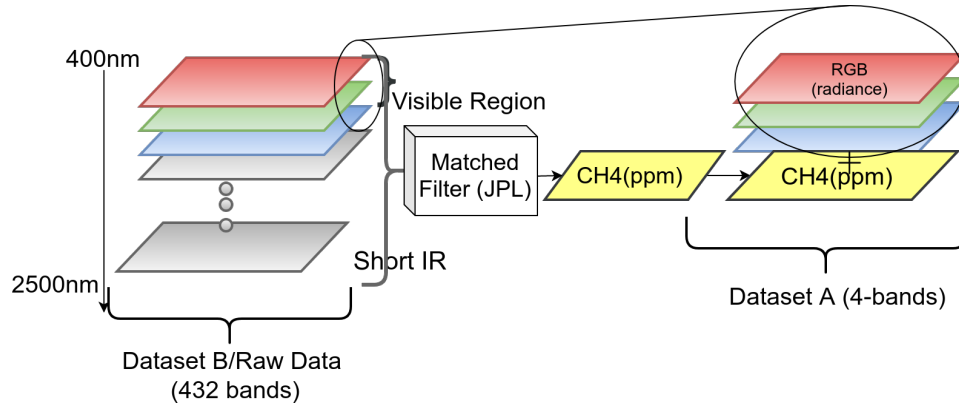 400nm
Visible Region
RGB
(radiance)
Matched
Filter (JPL)
CH4(ppm)
+
CH4(ppm)
Short IR
2500nm
Dataset A (4-bands)
Dataset B/Raw Data
(432 bands)